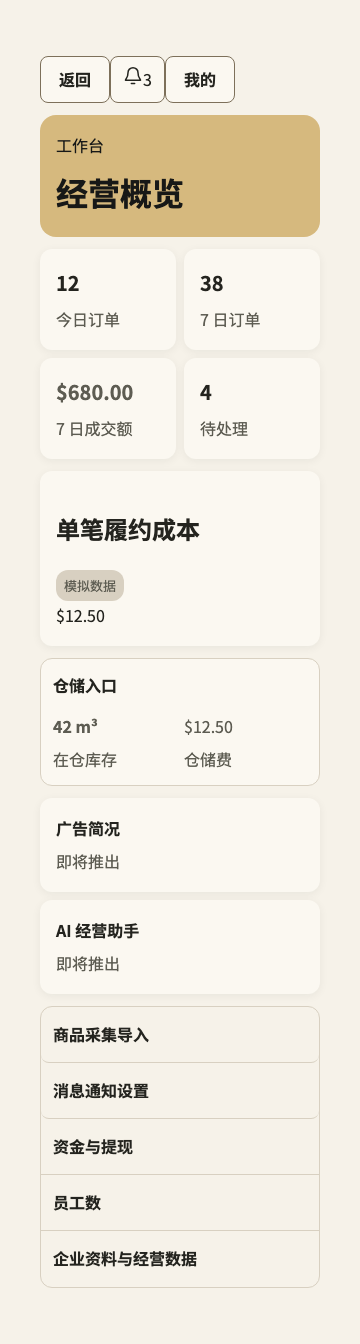 返回
3
我的
工作台
经营概览
12
38
今日订单
7 日订单
$680.00
4
7 日成交额
待处理
单笔履约成本
模拟数据
$12.50
仓储入口
42 m³
$12.50
在仓库存
仓储费
广告简况
即将推出
AI 经营助手
即将推出
商品采集导入
消息通知设置
资金与提现
员工数
企业资料与经营数据